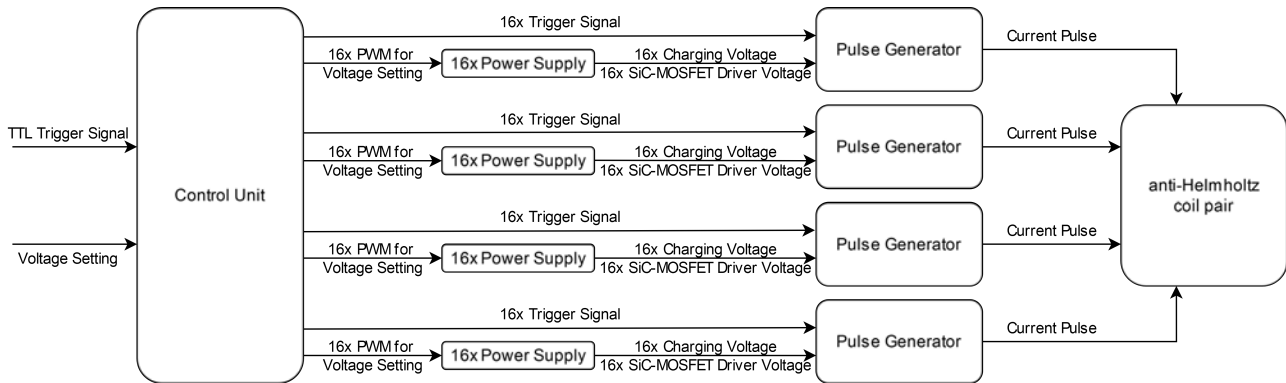 TTL Trigger Signal
Voltage Setting
Control Unit
16x Trigger Signal
16x PWM for
Voltage Setting
16x Power Supply
16x Charging Voltage
16x SiC-MOSFET Driver Voltage
Pulse Generator
Current Pulse
16x Trigger Signal
16x PWM for
Voltage Setting
16x Power Supply
16x Charging Voltage
16x SiC-MOSFET Driver Voltage
Pulse Generator
Current Pulse
16x Trigger Signal
16x PWM for
Voltage Setting
16x Power Supply
16x Charging Voltage
16x SiC-MOSFET Driver Voltage
Pulse Generator
Current Pulse
16x Trigger Signal
16x PWM for
Voltage Setting
16x Power Supply
16x Charging Voltage
16x SiC-MOSFET Driver Voltage
Pulse Generator
Current Pulse
anti-Helmholtz
coil pair